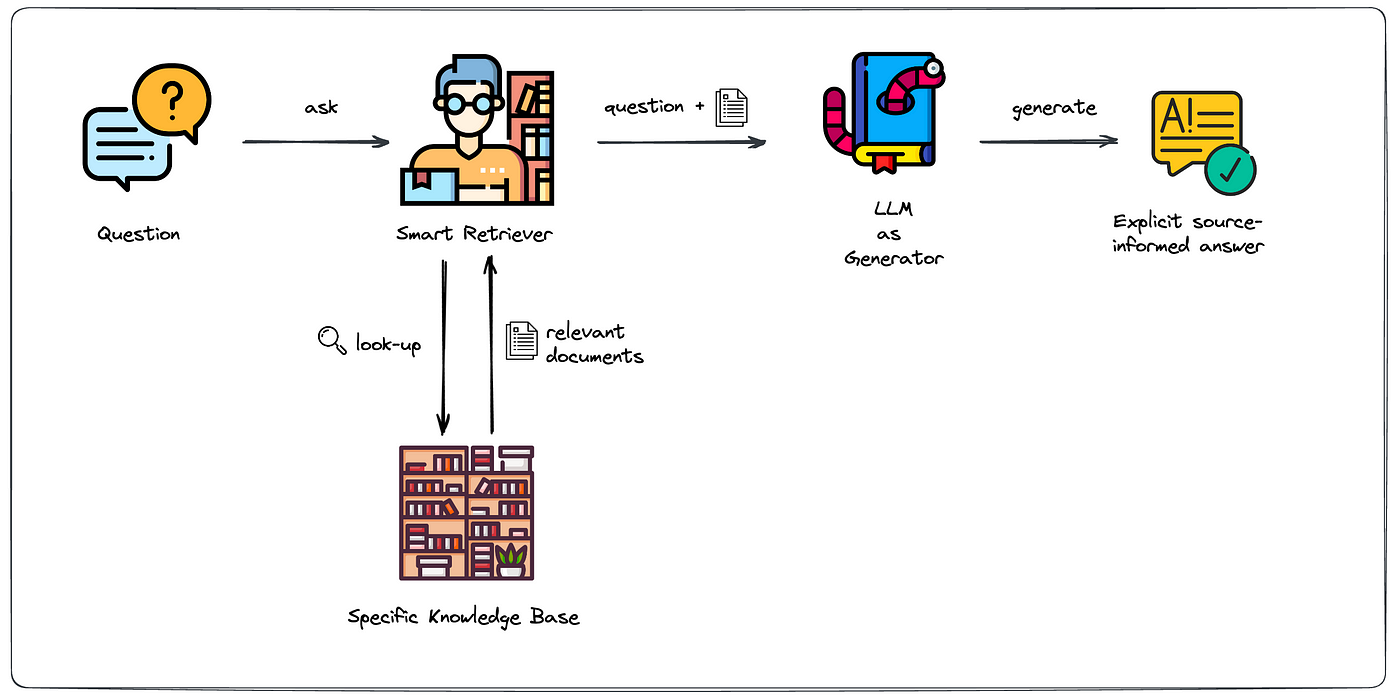 ask
question +
generate
?
A!
Question
Smart Retriever
LLM
as
Generator
Explicit source-
informed answer
look-up
relevant
documents
Specific Knowledge Base